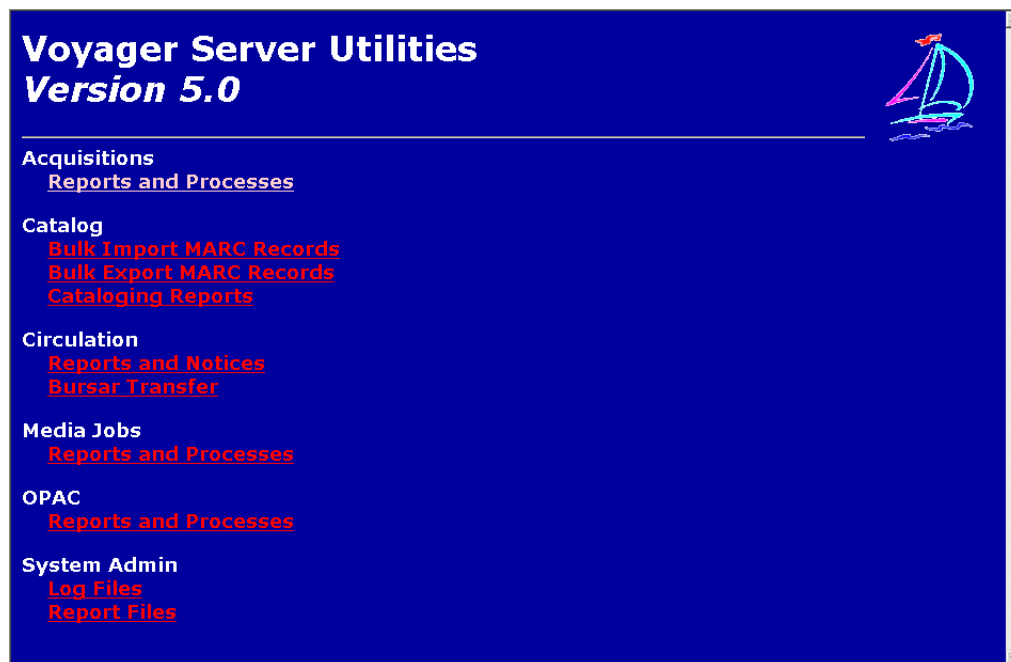 Voyager Server Utilities
Version 5.0
Acquisitions
Reports and Processes
Catalog
Bulk Import MARC Records
Bulk Export MARC Records
Cataloging Reports
Circulation
Reports and Notices
Bursar Transfer
Media Jobs
Reports and Processes
OPAC
Reports and Processes
System Admin
Log Files
Report Files